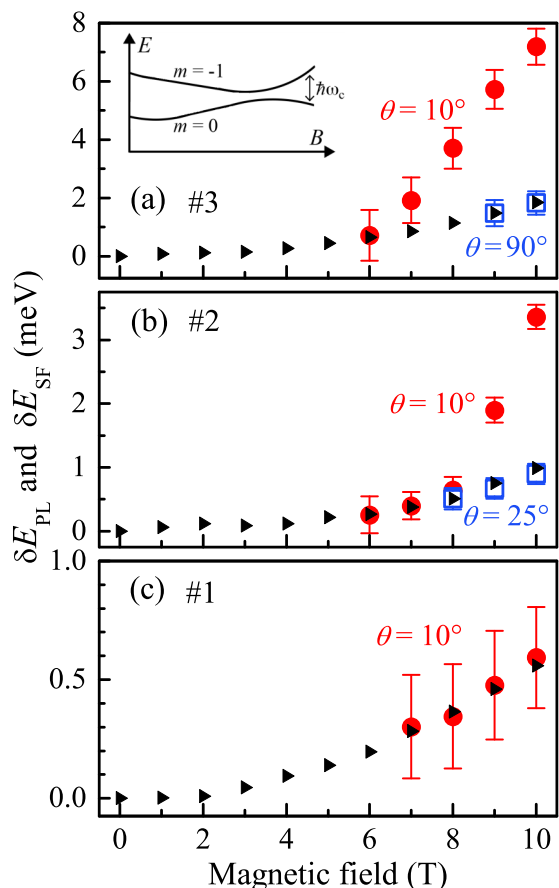 8
6
4
2
0
E
m = -1
ħω_c
m = 0
B
θ = 10°
(a) #3
θ = 90°
3
2
1
0
(b) #2
θ = 10°
θ = 25°
δE_PL and δE_SF (meV)
1.0
0.5
0.0
(c) #1
θ = 10°
0 2 4 6 8 10
Magnetic field (T)